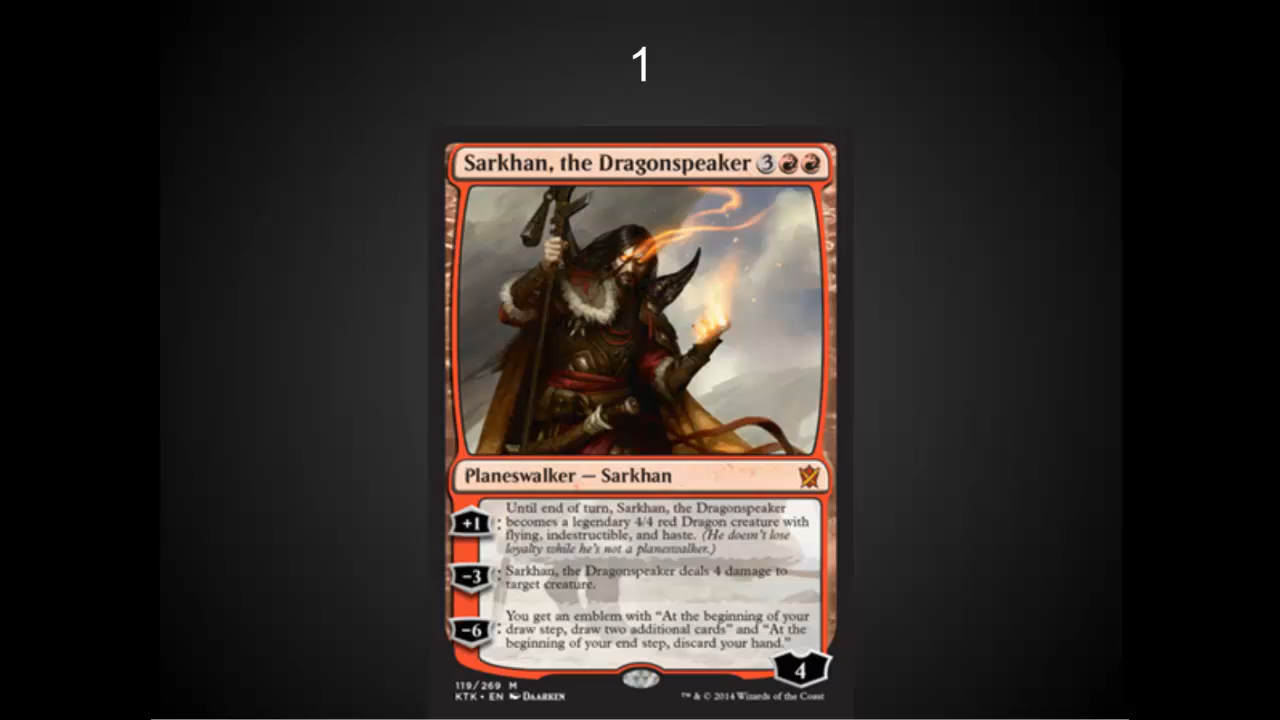 1
Sarkhan, the Dragonspeaker 3
Planeswalker — Sarkhan
+1 : Until end of turn, Sarkhan, the Dragonspeaker
becomes a legendary 4/4 red Dragon creature with
flying, indestructible, and haste. (He doesn't lose
loyalty while he's not a planeswalker.)
-3 : Sarkhan, the Dragonspeaker deals 4 damage to
target creature.
-6 : You get an emblem with "At the beginning of your
draw step, draw two additional cards" and "At the
beginning of your end step, discard your hand."
4
119/269 M
KTK • EN DAARKEN
™ & © 2014 Wizards of the Coast